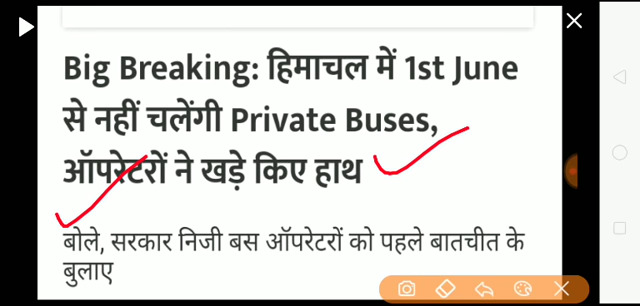 Big Breaking: हिमाचल में 1st June
से नहीं चलेंगी Private Buses,
ऑपरेटरों ने खड़े किए हाथ
बोले, सरकार निजी बस ऑपरेटरों को पहले बातचीत के
बुलाए